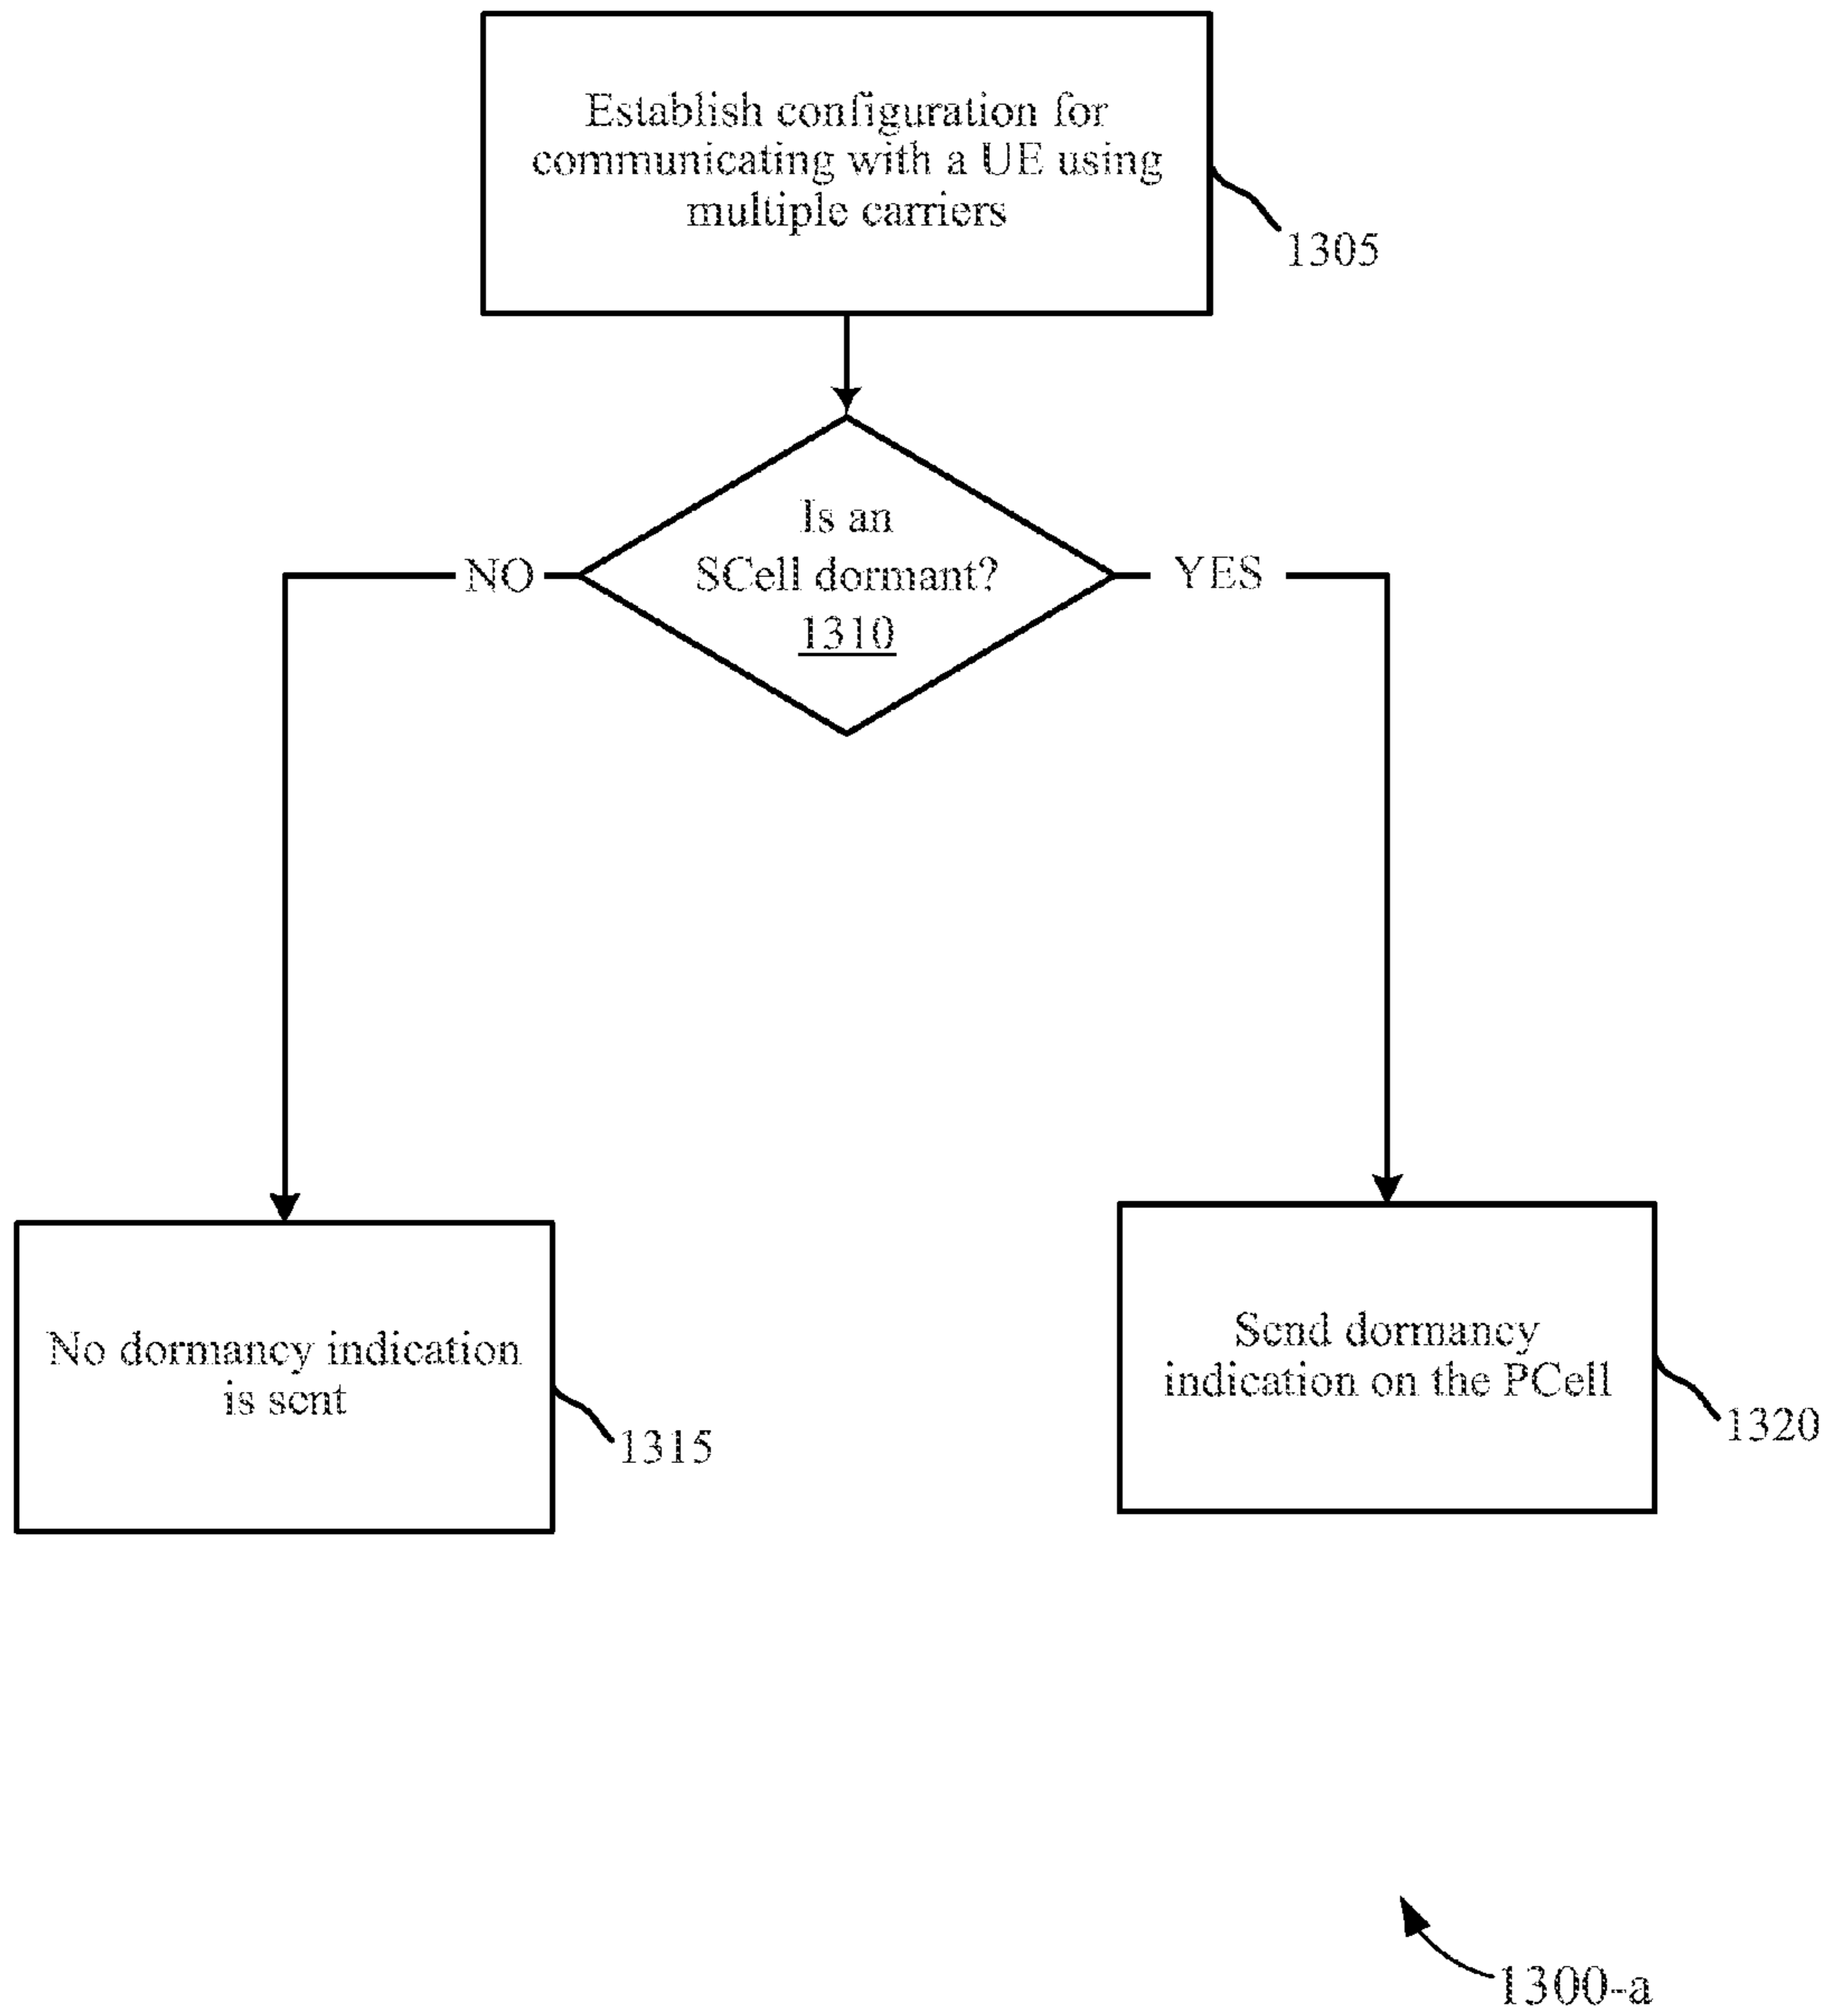 Establish configuration for
communicating with a UE using
multiple carriers
1305
Is an
SCell dormant?
1310
NO
YES
No dormancy indication
is sent
1315
Send dormancy
indication on the PCell
1320
1300-a